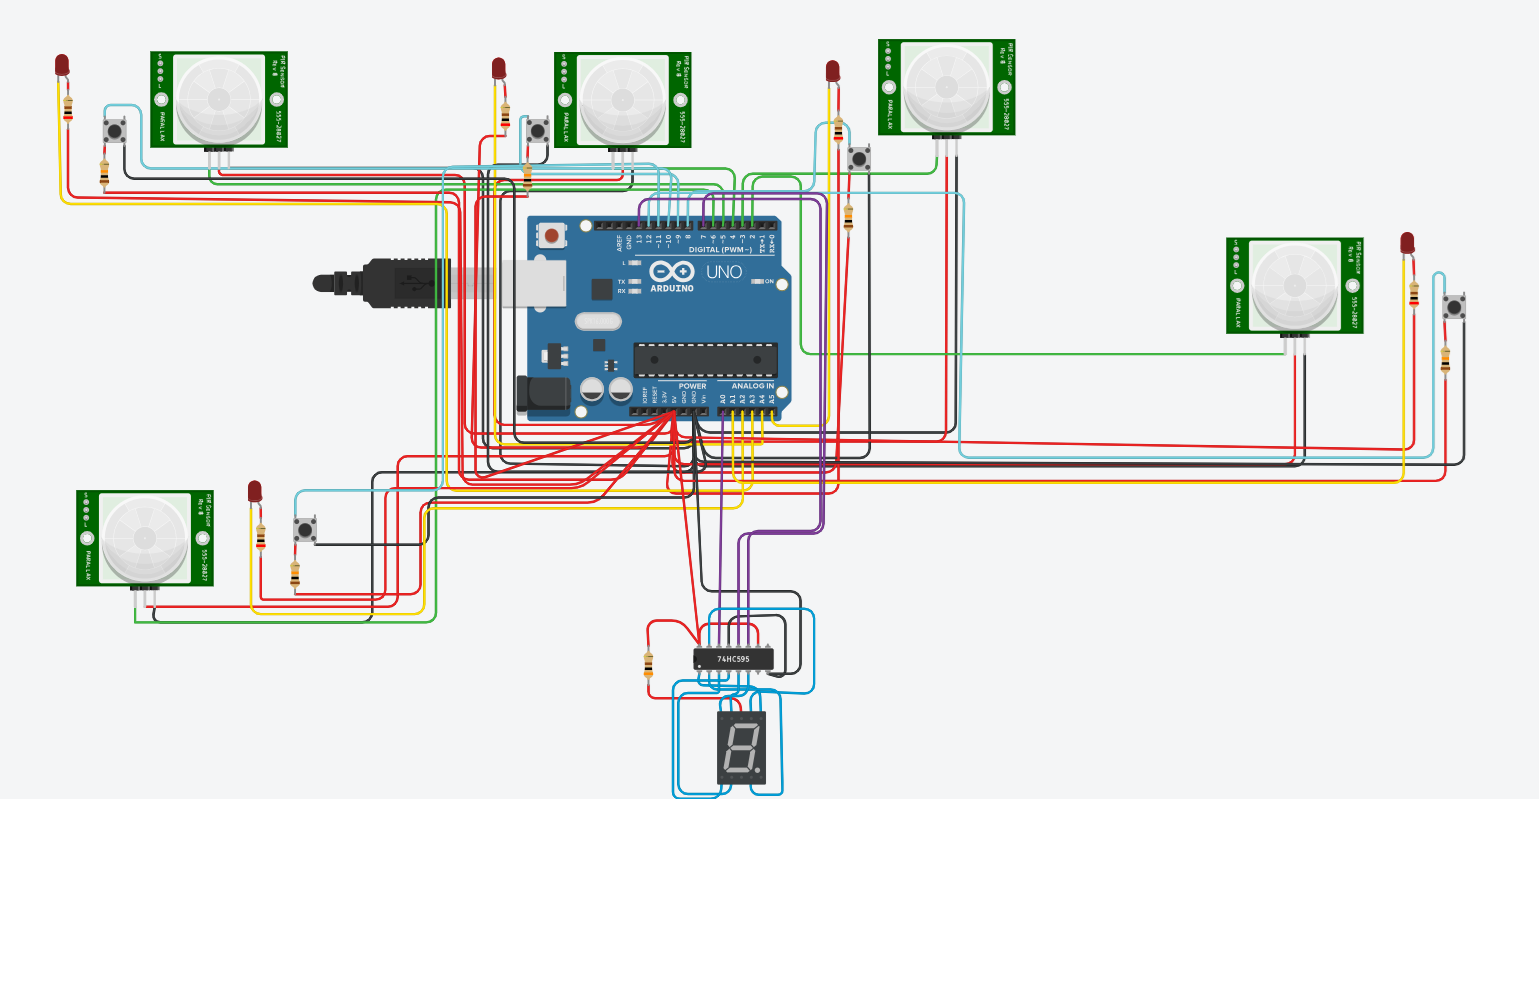 PIR Sensor
Rev B
555-28027
PARALLAX
S
L
PIR Sensor
Rev B
555-28027
PARALLAX
S
L
PIR Sensor
Rev B
555-28027
PARALLAX
S
L
AREF
GND
13
12
~11
~10
~9
8
7
~6
~5
4
~3
2
TX→1
RX←0
DIGITAL (PWM~)
L
TX
RX
ARDUINO
UNO
ON
POWER
ANALOG IN
IOREF
RESET
3.3V
5V
GND
GND
Vin
A0
A1
A2
A3
A4
A5
PIR Sensor
Rev B
555-28027
PARALLAX
S
L
PIR Sensor
Rev B
555-28027
PARALLAX
S
L
74HC595